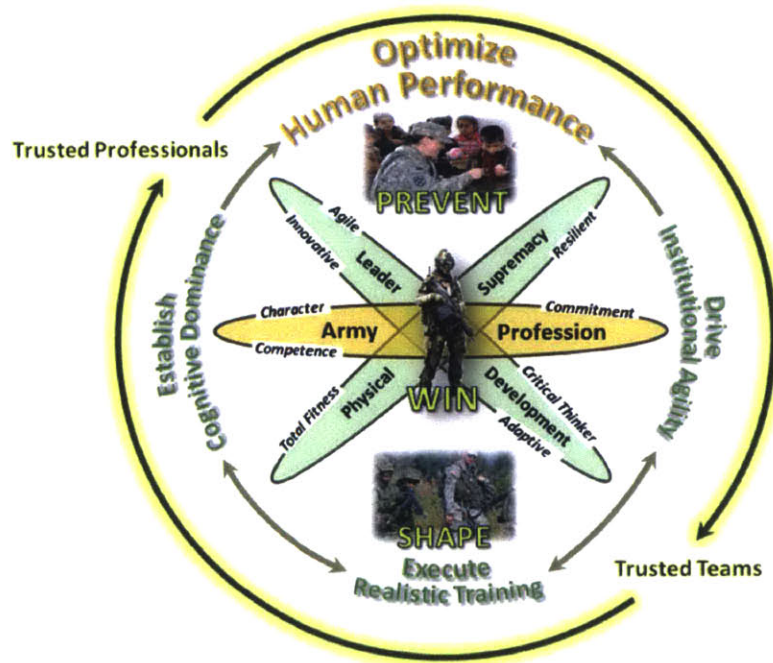 Optimize
Human Performance
Trusted Professionals
PREVENT
Agile
Innovative
Leader
Supremacy
Resilient
Establish
Cognitive Dominance
Drive
Institutional Agility
Character
Army
Competence
Commitment
Profession
Total Fitness
Physical
WIN
Development
Critical Thinker
Adoptive
SHAPE
Execute
Realistic Training
Trusted Teams